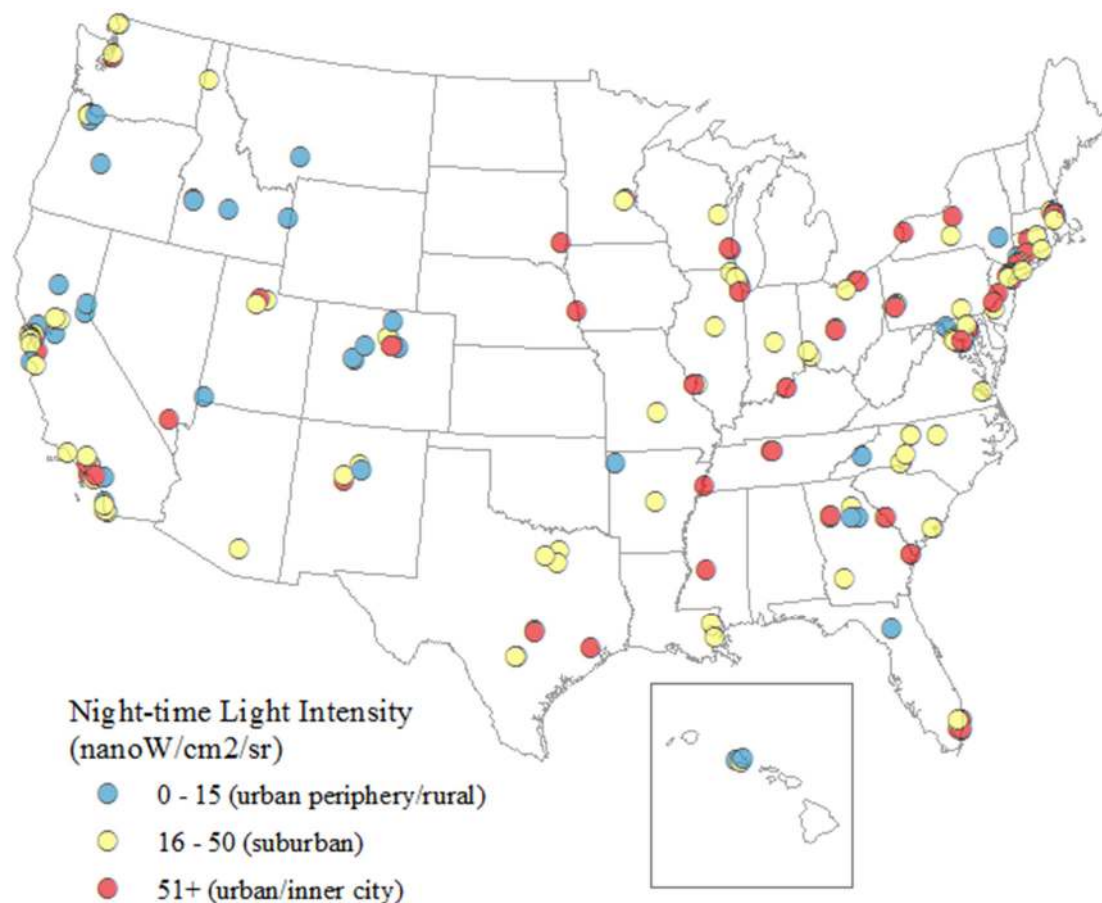 Night-time Light Intensity
(nanoW/cm2/sr)
0 - 15 (urban periphery/rural)
16 - 50 (suburban)
51+ (urban/inner city)